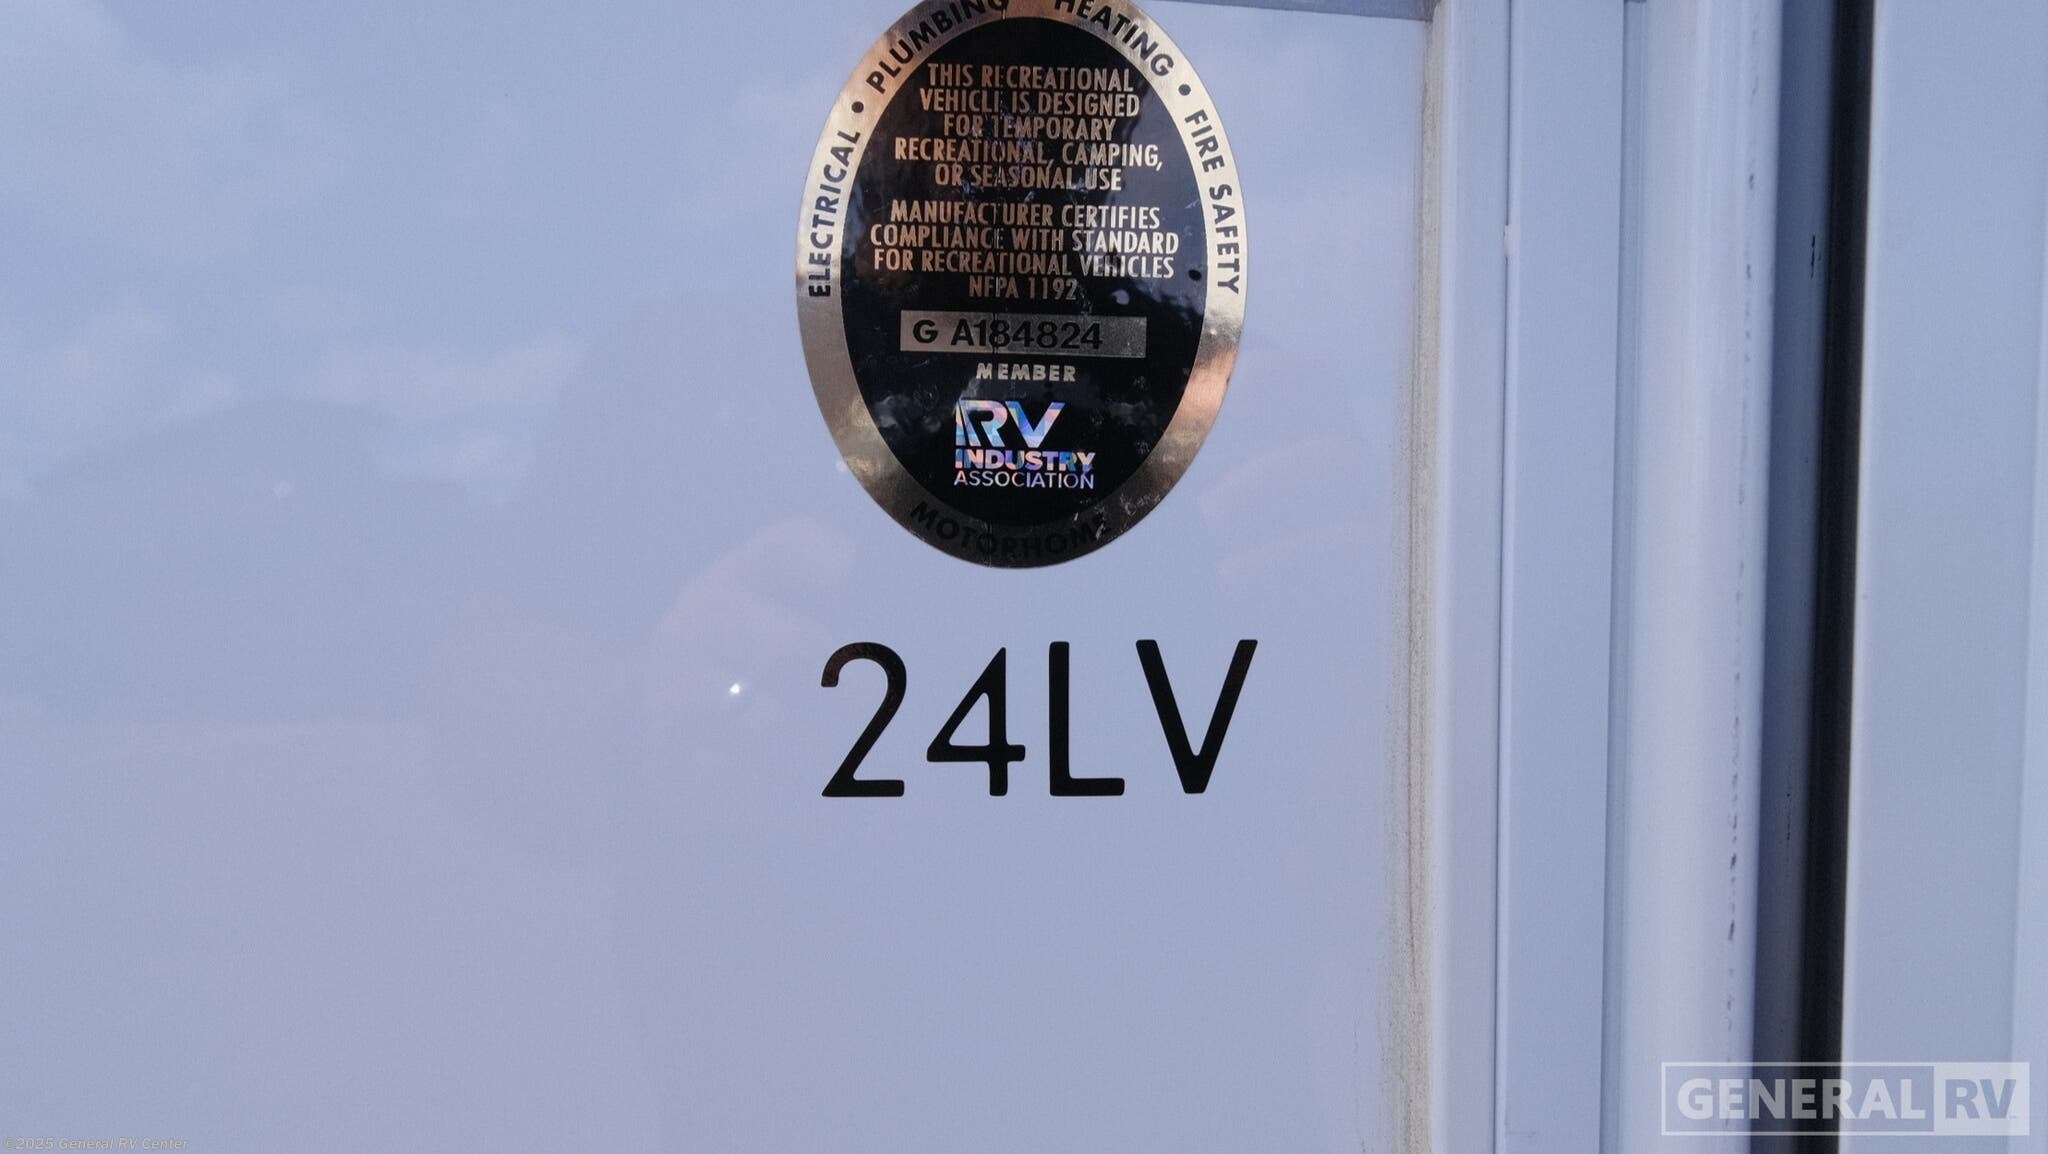 ELECTRICAL • PLUMBING HEATING • FIRE SAFETY
THIS RECREATIONAL
VEHICLE IS DESIGNED
FOR TEMPORARY
RECREATIONAL, CAMPING,
OR SEASONAL USE
MANUFACTURER CERTIFIES
COMPLIANCE WITH STANDARD
FOR RECREATIONAL VEHICLES
NFPA 1192
G A184824
MEMBER
RV
INDUSTRY
ASSOCIATION
MOTORHOME
24LV
GENERAL RV
©2025 General RV Center